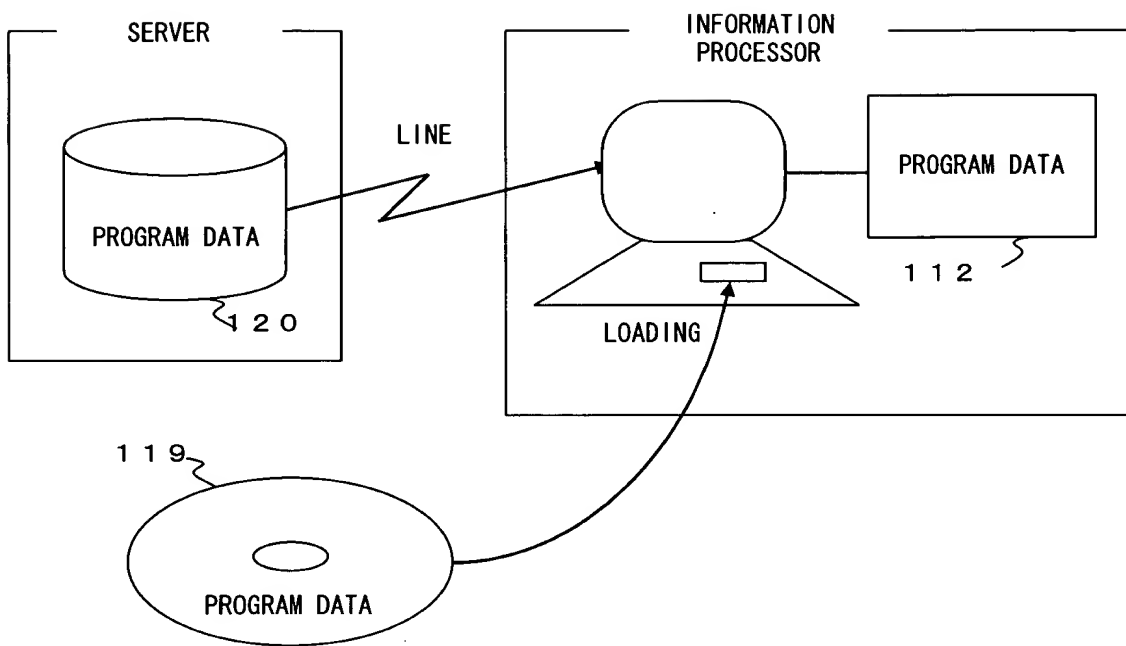 SERVER
INFORMATION
PROCESSOR
LINE
PROGRAM DATA
PROGRAM DATA
120
112
LOADING
119
PROGRAM DATA